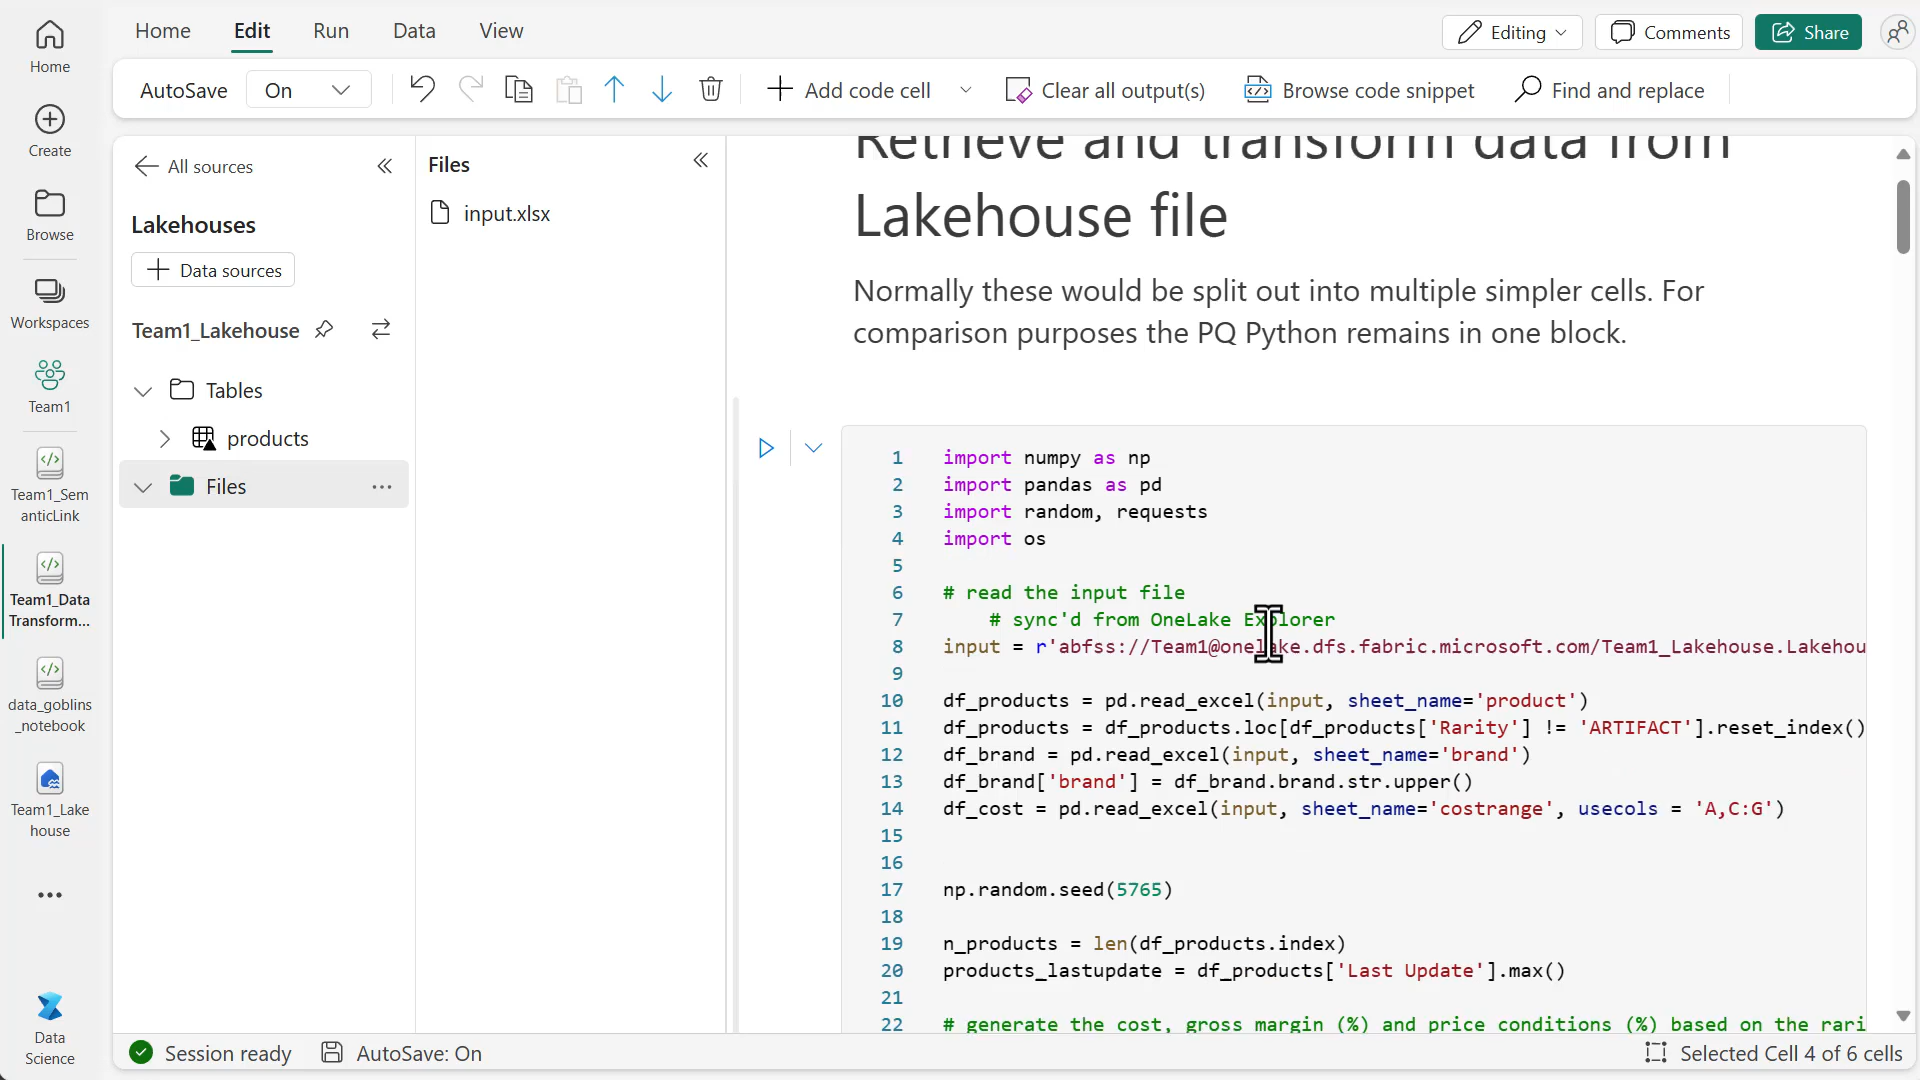 Home
Edit
Run
Data
View
Editing
Comments
Share
AutoSave
On
Add code cell
Clear all output(s)
Browse code snippet
Find and replace
Home
Create
Browse
Workspaces
Team1
Team1_Sem
anticLink
Team1_Data
Transform...
data_goblins
_notebook
Team1_Lake
house
Data
Science
All sources
Lakehouses
Data sources
Team1_Lakehouse
Tables
products
Files
Files
input.xlsx
Retrieve and transform data from
Lakehouse file
Normally these would be split out into multiple simpler cells. For
comparison purposes the PQ Python remains in one block.
1 import numpy as np
2 import pandas as pd
3 import random, requests
4 import os
5
6 # read the input file
7 # sync'd from OneLake Explorer
8 input = r'abfss://Team1@onelake.dfs.fabric.microsoft.com/Team1_Lakehouse.Lakehou
9
10 df_products = pd.read_excel(input, sheet_name='product')
11 df_products = df_products.loc[df_products['Rarity'] != 'ARTIFACT'].reset_index()
12 df_brand = pd.read_excel(input, sheet_name='brand')
13 df_brand['brand'] = df_brand.brand.str.upper()
14 df_cost = pd.read_excel(input, sheet_name='costrange', usecols = 'A,C:G')
15
16
17 np.random.seed(5765)
18
19 n_products = len(df_products.index)
20 products_lastupdate = df_products['Last Update'].max()
21
22 # generate the cost, gross margin (%) and price conditions (%) based on the rari
Session ready
AutoSave: On
Selected Cell 4 of 6 cells